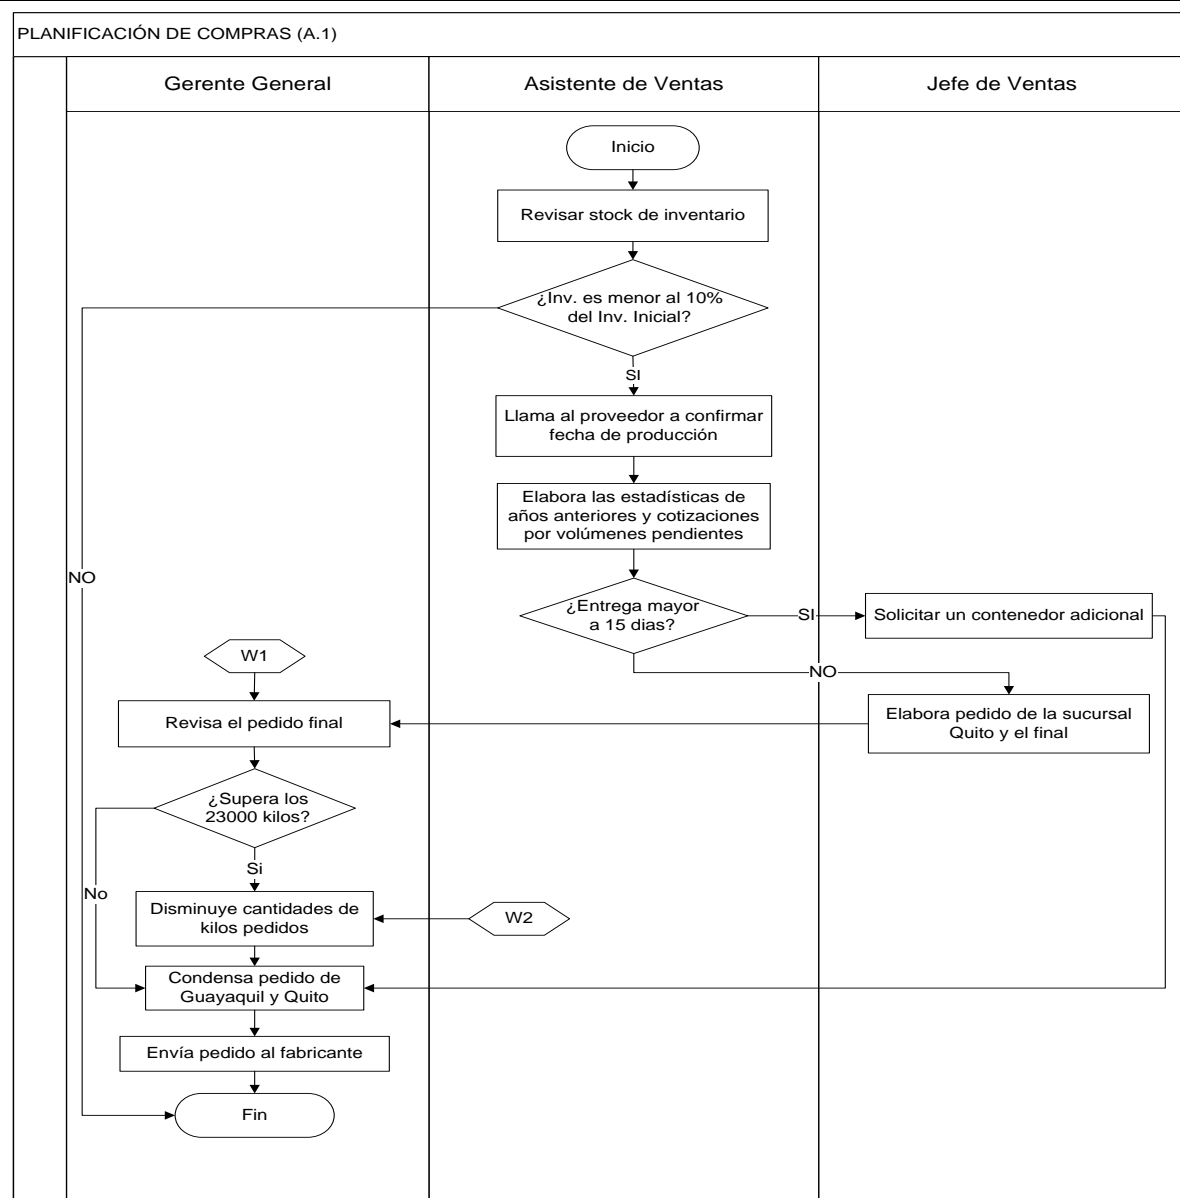 PLANIFICACIÓN DE COMPRAS (A.1)
Gerente General
Asistente de Ventas
Jefe de Ventas
Inicio
Revisar stock de inventario
¿Inv. es menor al 10%
del Inv. Inicial?
SI
Llama al proveedor a confirmar
fecha de producción
Elabora las estadísticas de
años anteriores y cotizaciones
por volúmenes pendientes
NO
¿Entrega mayor
a 15 dias?
SI
Solicitar un contenedor adicional
W1
NO
Revisa el pedido final
Elabora pedido de la sucursal
Quito y el final
¿Supera los
23000 kilos?
Si
No
Disminuye cantidades de
kilos pedidos
W2
Condensa pedido de
Guayaquil y Quito
Envía pedido al fabricante
Fin